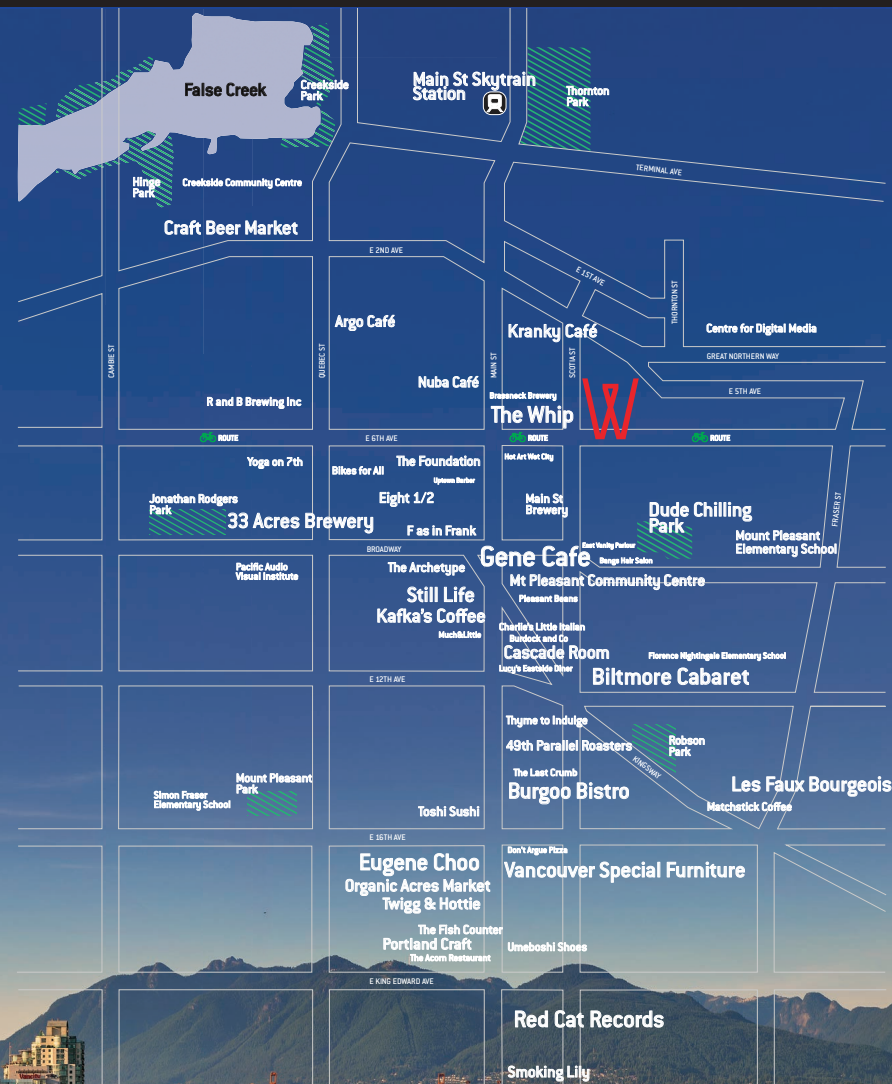 False Creek
Creekside
Park
Main St Skytrain
Station
Thornton
Park
TERMINAL AVE
Hinge
Park
Creekside Community Centre
Craft Beer Market
E 2ND AVE
E 1ST AVE
THORNTON ST
Argo Café
Kranky Café
Centre for Digital Media
CAMBIE ST
QUEBEC ST
MAIN ST
SCOTIA ST
GREAT NORTHERN WAY
Nuba Café
E 5TH AVE
R and B Brewing Inc
Brassneck Brewery
The Whip
W
ROUTE
E 6TH AVE
ROUTE
ROUTE
Yoga on 7th
Bikes for All
The Foundation
Hot Art Wet City
Uptown Barber
Jonathan Rodgers
Park
Eight 1/2
Main St
Brewery
Dude Chilling
Park
FRASER ST
33 Acres Brewery
F as in Frank
Mount Pleasant
Elementary School
BROADWAY
East Vanity Parlour
Gene Cafe
Bangs Hair Salon
Pacific Audio
Visual Institute
The Archetype
Mt Pleasant Community Centre
Still Life
Pleasant Beans
Kafka's Coffee
Much&Little
Charlie's Little Italian
Burdock and Co
Cascade Room
Florence Nightingale Elementary School
Lucy's Eastside Diner
Biltmore Cabaret
E 12TH AVE
Thyme to Indulge
49th Parallel Roasters
Robson
Park
KINGSWAY
The Last Crumb
Mount Pleasant
Park
Simon Fraser
Elementary School
Burgoo Bistro
Les Faux Bourgeois
Matchstick Coffee
Toshi Sushi
E 16TH AVE
Don't Argue Pizza
Eugene Choo
Vancouver Special Furniture
Organic Acres Market
Twigg & Hottie
The Fish Counter
Portland Craft
Umeboshi Shoes
The Acorn Restaurant
E KING EDWARD AVE
Red Cat Records
Smoking Lily